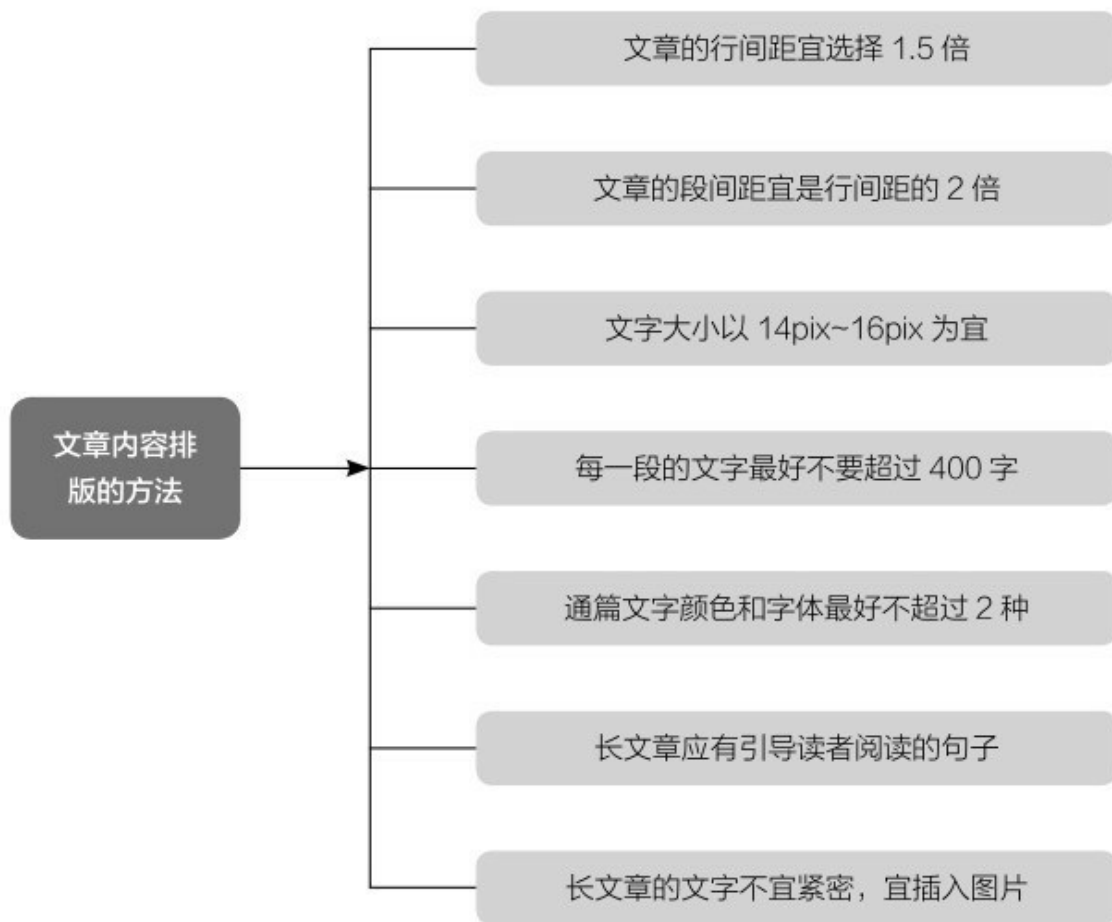 文章的行间距宜选择 1.5 倍
文章的段间距宜是行间距的 2 倍
文字大小以 14pix~16pix 为宜
文章内容排
版的方法
每一段的文字最好不要超过 400 字
通篇文字颜色和字体最好不超过 2 种
长文章应有引导读者阅读的句子
长文章的文字不宜紧密，宜插入图片